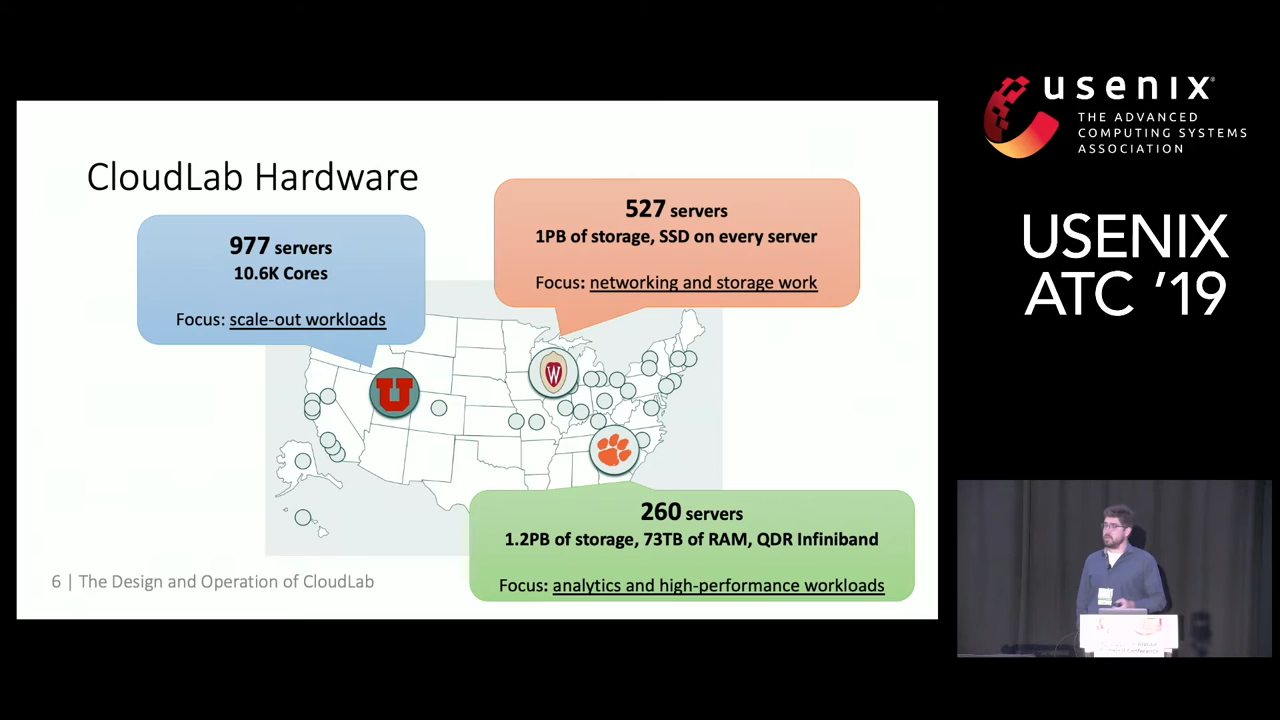 CloudLab Hardware
977 servers
10.6K Cores
Focus: scale-out workloads
527 servers
1PB of storage, SSD on every server
Focus: networking and storage work
U
W
260 servers
1.2PB of storage, 73TB of RAM, QDR Infiniband
Focus: analytics and high-performance workloads
6 | The Design and Operation of CloudLab
usenix
THE ADVANCED
COMPUTING SYSTEMS
ASSOCIATION
USENIX
ATC '19